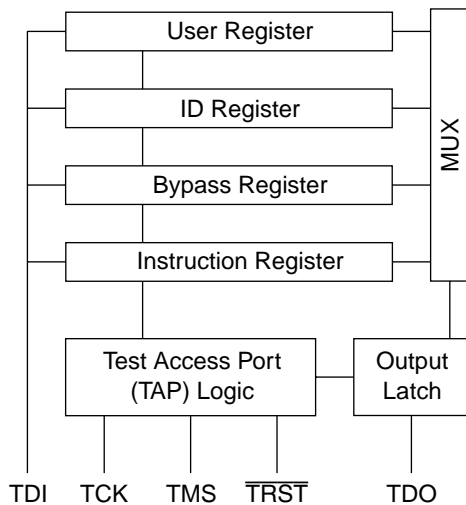 User Register
ID Register
MUX
Bypass Register
Instruction Register
Test Access Port
(TAP) Logic
Output
Latch
TDI
TCK
TMS
T̅R̅S̅T̅
TDO